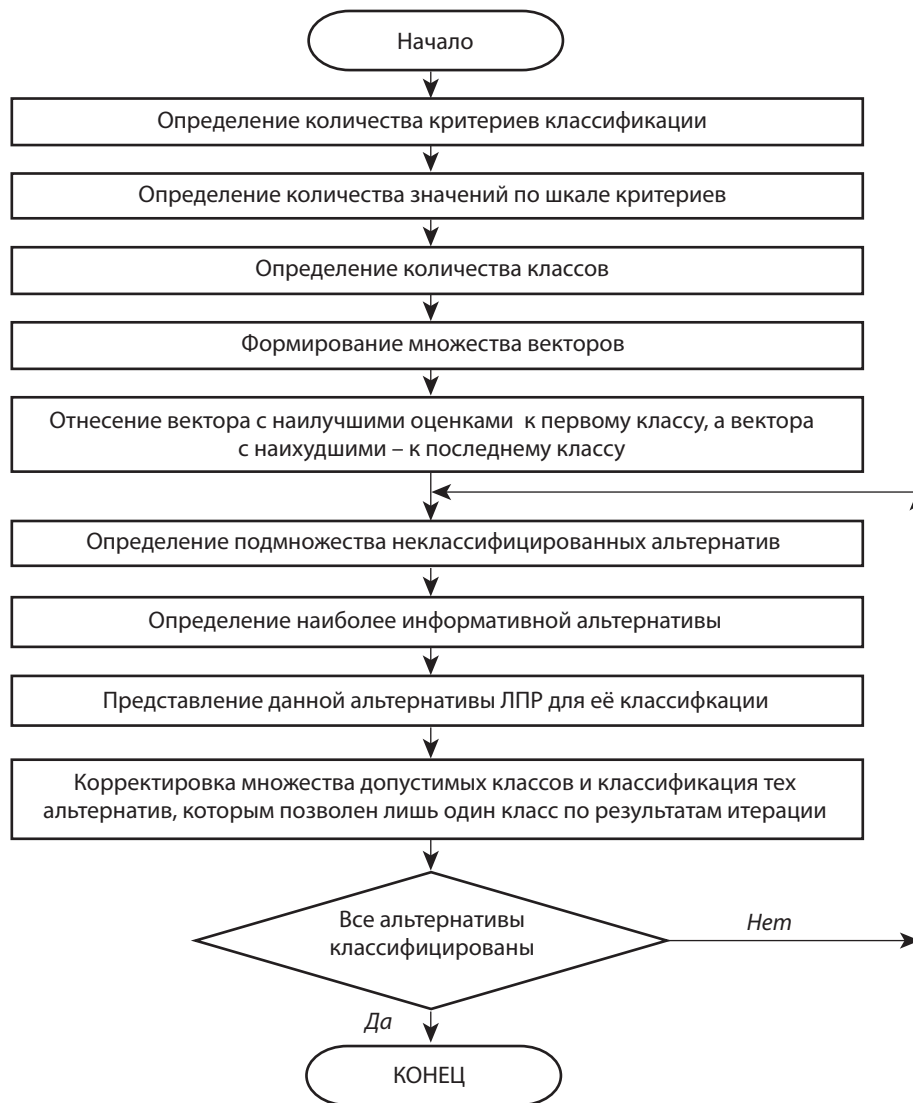 Начало
Определение количества критериев классификации
Определение количества значений по шкале критериев
Определение количества классов
Формирование множества векторов
Отнесение вектора с наилучшими оценками к первому классу, а вектора
с наихудшими – к последнему классу
Определение подмножества неклассифицированных альтернатив
Определение наиболее информативной альтернативы
Представление данной альтернативы ЛПР для её классифкации
Корректировка множества допустимых классов и классификация тех
альтернатив, которым позволен лишь один класс по результатам итерации
Все альтернативы
классифицированы
Нет
Да
КОНЕЦ